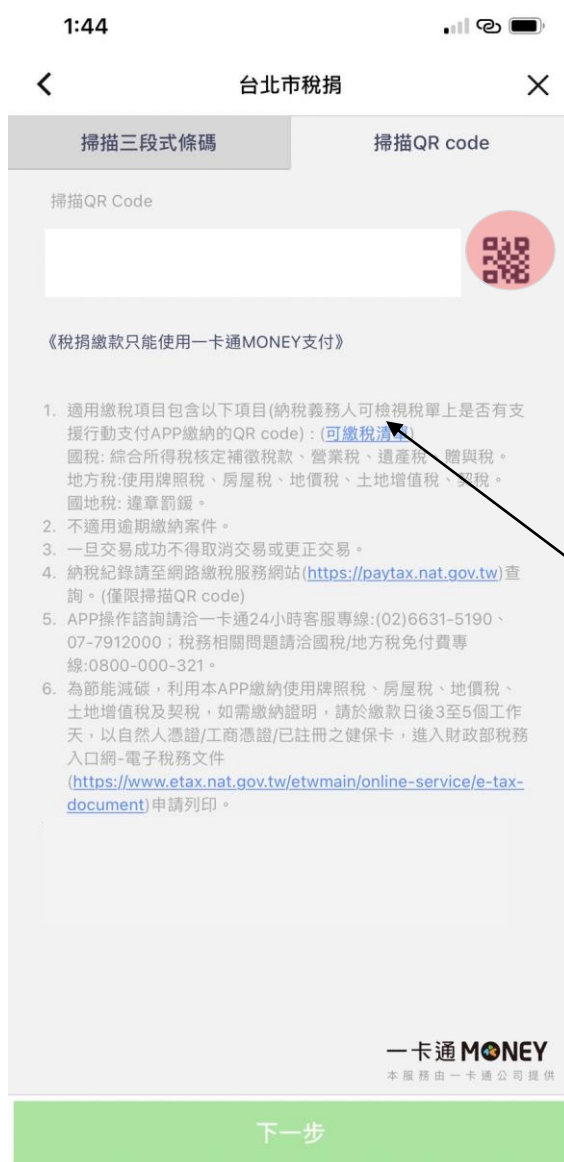 1:44
台北市稅捐
掃描三段式條碼
掃描QR code
掃描QR Code
《稅捐繳款只能使用一卡通MONEY支付》
1. 適用繳稅項目包含以下項目(納稅義務人可檢視稅單上是否有支
援行動支付APP繳納的QR code)：(可繳稅清單)
國稅: 綜合所得稅核定補徵稅款、營業稅、遺產稅、贈與稅。
地方稅:使用牌照稅、房屋稅、地價稅、土地增值稅、契稅。
國地稅: 違章罰鍰。
2. 不適用逾期繳納案件。
3. 一旦交易成功不得取消交易或更正交易。
4. 納稅紀錄請至網路繳稅服務網站(https://paytax.nat.gov.tw)查
詢。(僅限掃描QR code)
5. APP操作諮詢請洽一卡通24小時客服專線:(02)6631-5190、
07-7912000；稅務相關問題請洽國稅/地方稅免付費專
線:0800-000-321。
6. 為節能減碳，利用本APP繳納使用牌照稅、房屋稅、地價稅、
土地增值稅及契稅，如需繳納證明，請於繳款日後3至5個工作
天，以自然人憑證/工商憑證/已註冊之健保卡，進入財政部稅務
入口網-電子稅務文件
(https://www.etax.nat.gov.tw/etwmain/online-service/e-tax-
document)申請列印。
一卡通 MONEY
本服務由一卡通公司提供
下一步